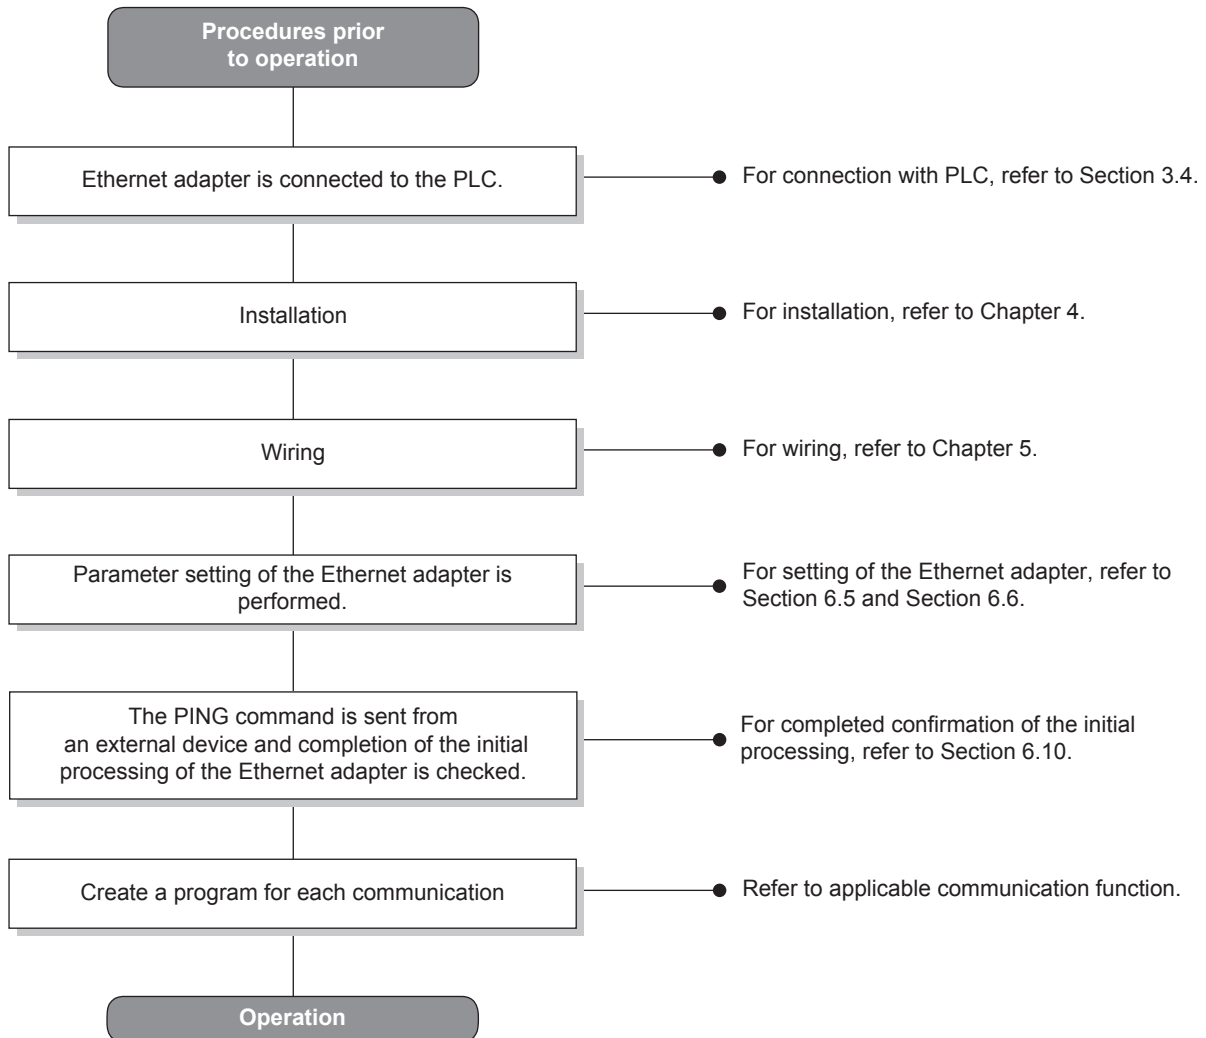 Procedures prior
to operation
Ethernet adapter is connected to the PLC.
For connection with PLC, refer to Section 3.4.
Installation
For installation, refer to Chapter 4.
Wiring
For wiring, refer to Chapter 5.
Parameter setting of the Ethernet adapter is
performed.
For setting of the Ethernet adapter, refer to
Section 6.5 and Section 6.6.
The PING command is sent from
an external device and completion of the initial
processing of the Ethernet adapter is checked.
For completed confirmation of the initial
processing, refer to Section 6.10.
Create a program for each communication
Refer to applicable communication function.
Operation